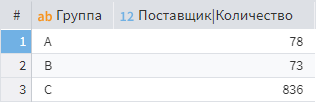 # ab Группа 12 Поставщик|Количество
1 A 78
2 B 73
3 C 836